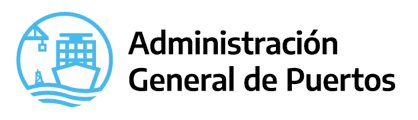 Administración
General de Puertos